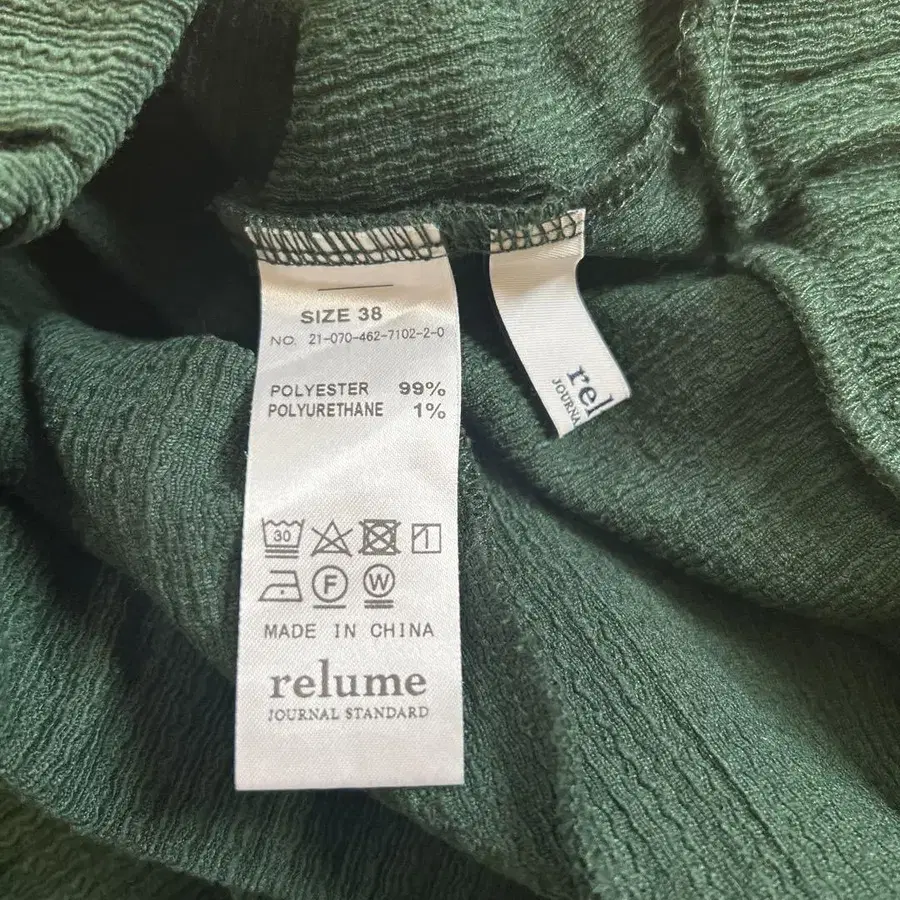 SIZE 38
NO. 21-070-462-7102-2-0
POLYESTER 99%
POLYURETHANE 1%
30
F
W
MADE IN CHINA
relume
JOURNAL STANDARD
rel
JOURNA